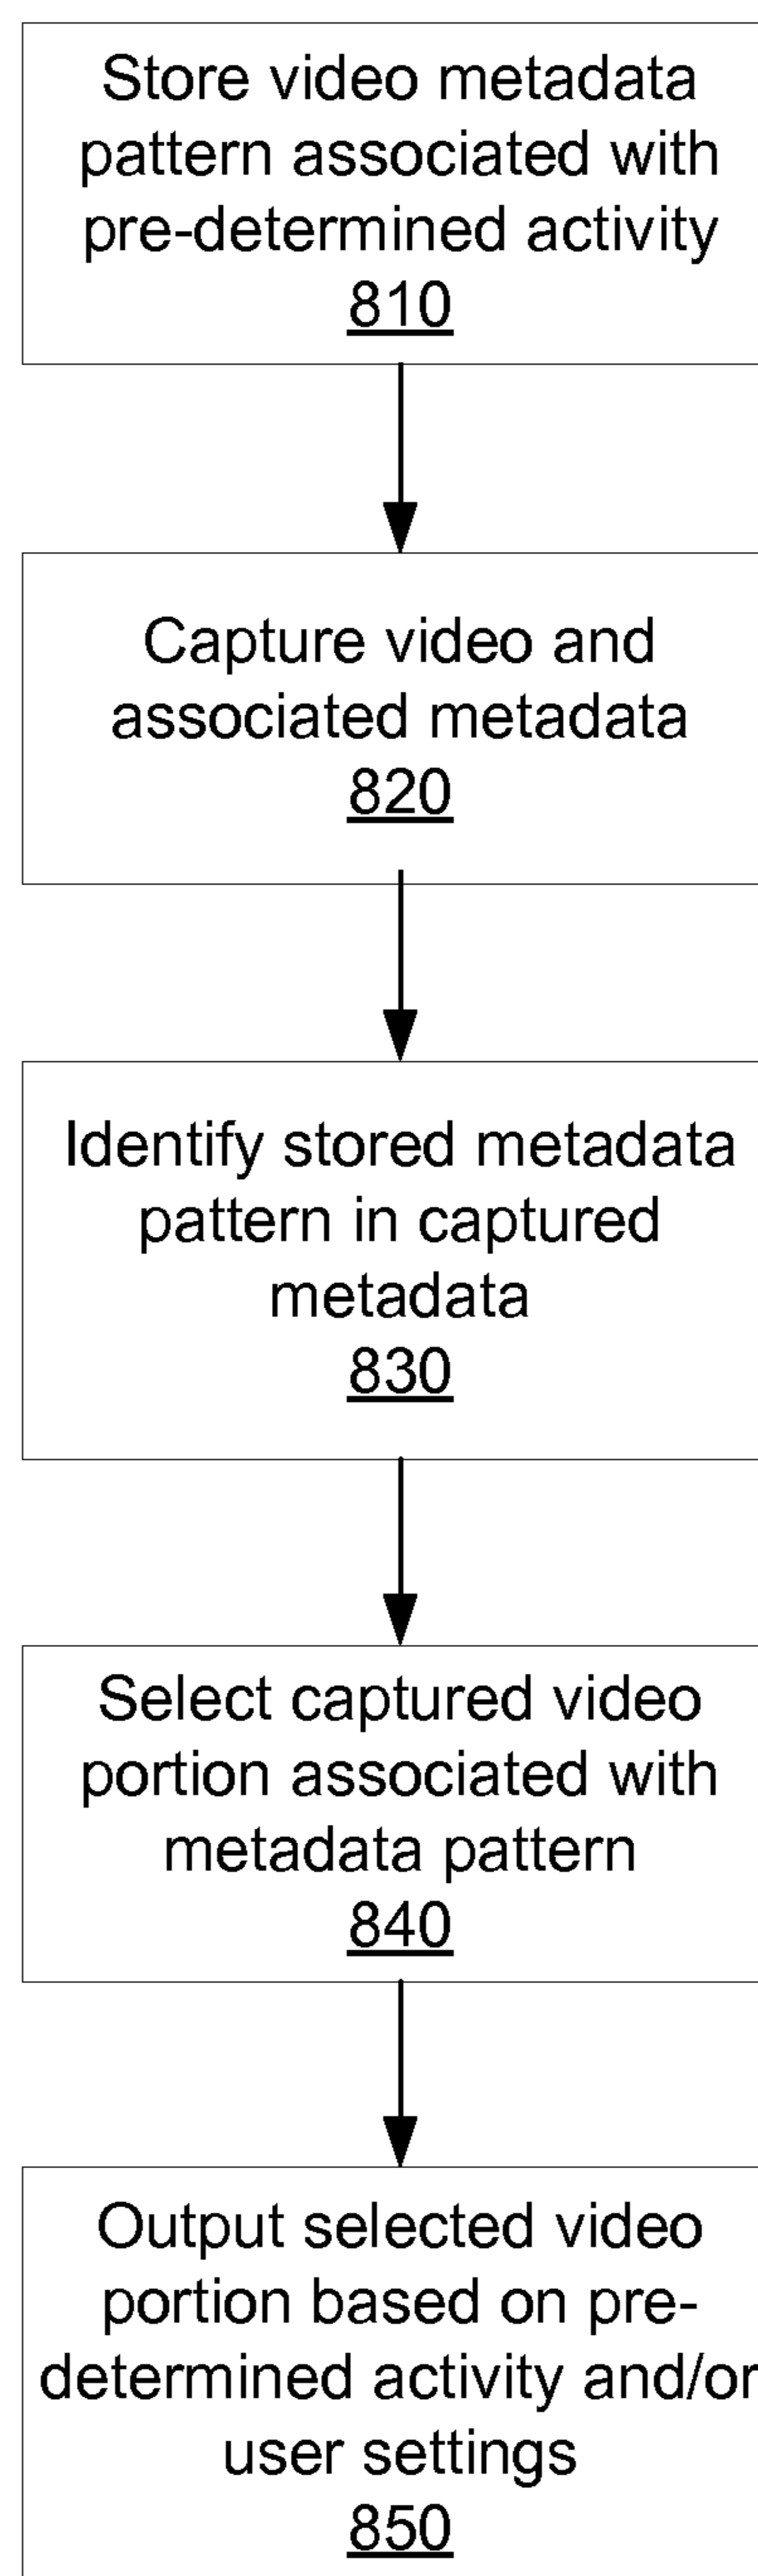 Store video metadata
pattern associated with
pre-determined activity
810
Capture video and
associated metadata
820
Identify stored metadata
pattern in captured
metadata
830
Select captured video
portion associated with
metadata pattern
840
Output selected video
portion based on pre-
determined activity and/or
user settings
850